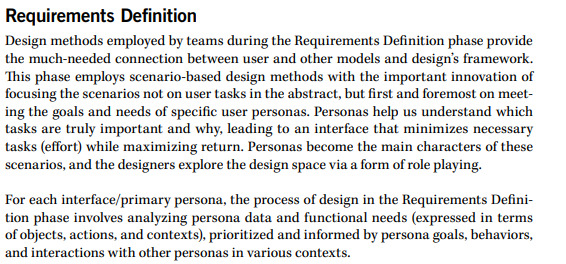 Requirements Definition
Design methods employed by teams during the Requirements Definition phase provide
the much-needed connection between user and other models and design's framework.
This phase employs scenario-based design methods with the important innovation of
focusing the scenarios not on user tasks in the abstract, but first and foremost on meet-
ing the goals and needs of specific user personas. Personas help us understand which
tasks are truly important and why, leading to an interface that minimizes necessary
tasks (effort) while maximizing return. Personas become the main characters of these
scenarios, and the designers explore the design space via a form of role playing.
For each interface/primary persona, the process of design in the Requirements Defini-
tion phase involves analyzing persona data and functional needs (expressed in terms
of objects, actions, and contexts), prioritized and informed by persona goals, behaviors,
and interactions with other personas in various contexts.